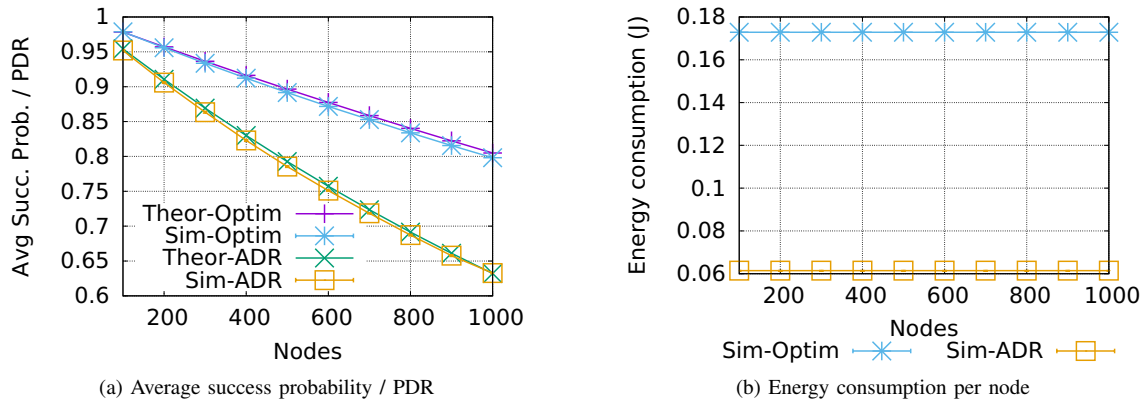 Avg Succ. Prob. / PDR
1
0.95
0.9
0.85
0.8
0.75
0.7
0.65
0.6
Theor-Optim
Sim-Optim
Theor-ADR
Sim-ADR
200 400 600 800 1000
Nodes
(a) Average success probability / PDR
Energy consumption (J)
0.18
0.16
0.14
0.12
0.1
0.08
0.06
200 400 600 800 1000
Nodes
Sim-Optim Sim-ADR
(b) Energy consumption per node